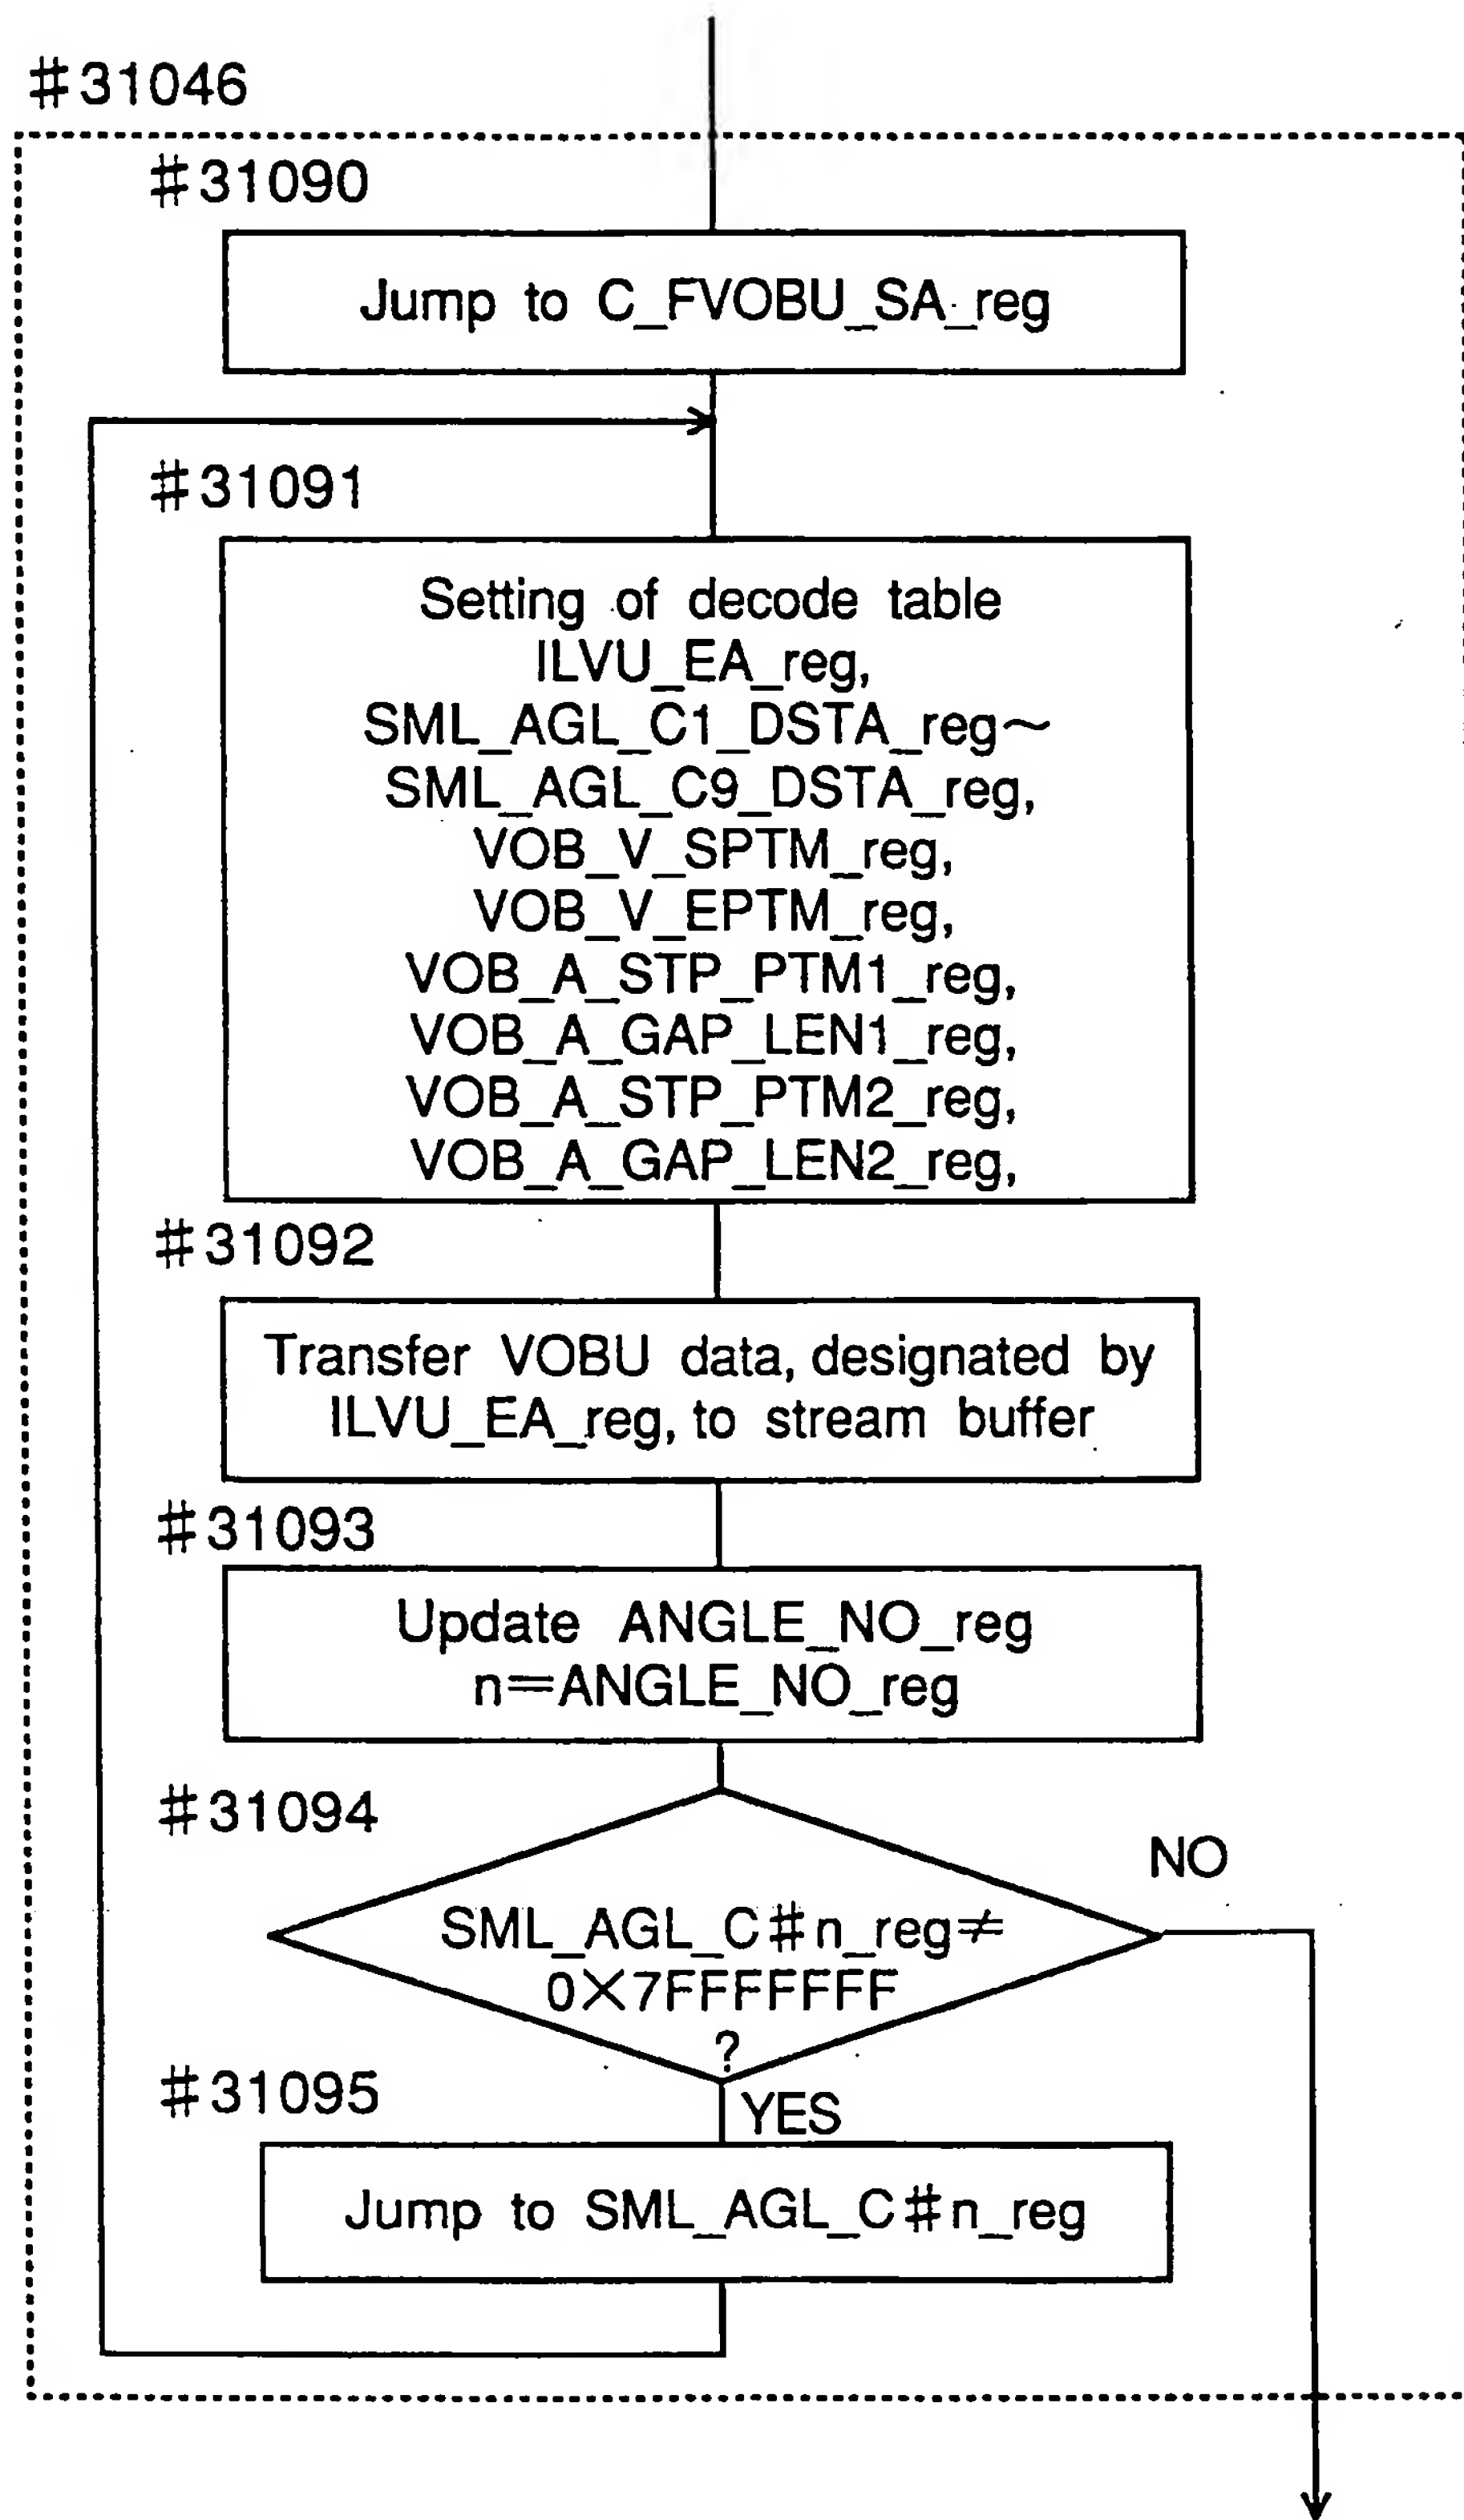 #31046
#31090
Jump to C_FVOBU_SA_reg
#31091
Setting of decode table
ILVU_EA_reg,
SML_AGL_C1_DSTA_reg~
SML_AGL_C9_DSTA_reg,
VOB_V_SPTM_reg,
VOB_V_EPTM_reg,
VOB_A_STP_PTM1_reg,
VOB_A_GAP_LEN1_reg,
VOB_A_STP_PTM2_reg,
VOB_A_GAP_LEN2_reg,
#31092
Transfer VOBU data, designated by
ILVU_EA_reg, to stream buffer
#31093
Update ANGLE_NO_reg
n=ANGLE_NO_reg
#31094
NO
SML_AGL_C#n_reg≠
0X7FFFFFFF
?
#31095
YES
Jump to SML_AGL_C#n_reg